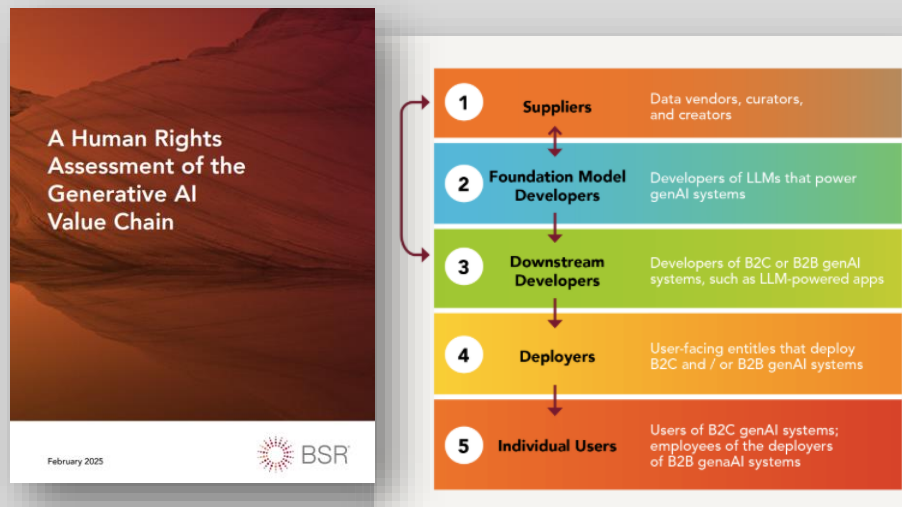 A Human Rights
Assessment of the
Generative AI
Value Chain
February 2025
BSR
1
Suppliers
Data vendors, curators,
and creators
2
Foundation Model
Developers
Developers of LLMs that power
genAI systems
3
Downstream
Developers
Developers of B2C or B2B genAI
systems, such as LLM-powered apps
4
Deployers
User-facing entities that deploy
B2C and / or B2B genAI systems
5
Individual Users
Users of B2C genAI systems;
employees of the deployers
of B2B genaAI systems